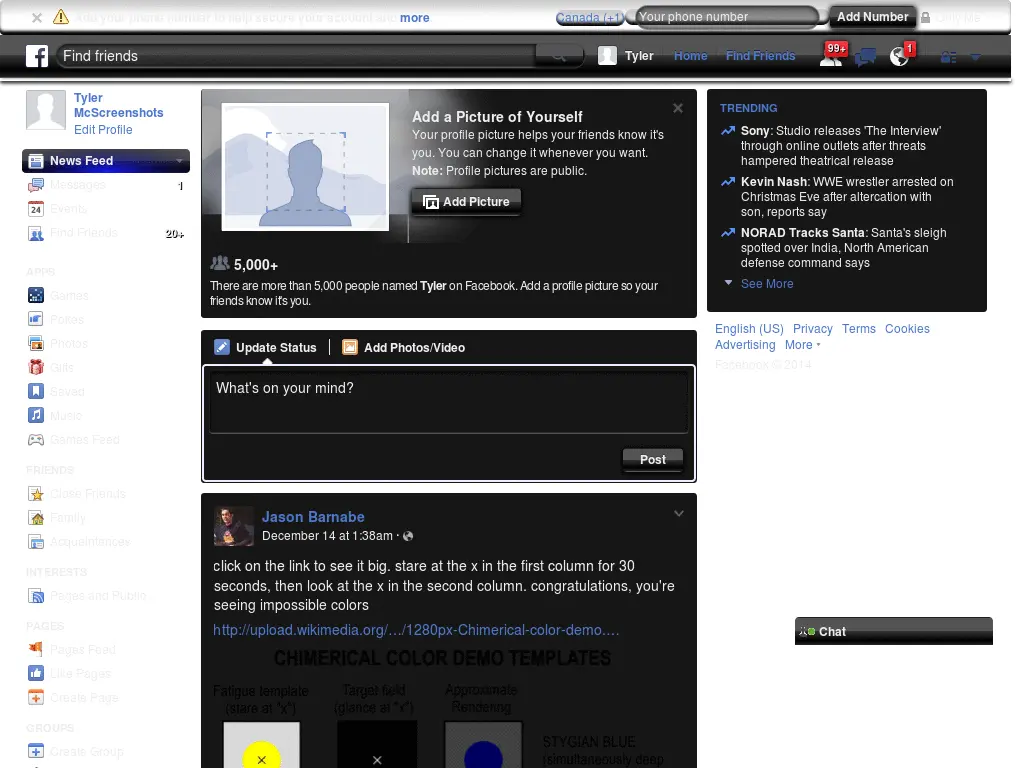 Add your phone number to help secure your account and more
Canada (+1)
Your phone number
Add Number
Only Me
Find friends
Tyler
Home
Find Friends
99+
1
Tyler
McScreenshots
Edit Profile
News Feed
Messages 1
24 Events
Find Friends 20+
APPS
Games
Pokes
Photos
Gifts
Saved
Music
Games Feed
FRIENDS
Close Friends
Family
Acquaintances
INTERESTS
Pages and Public
PAGES
Pages Feed
Like Pages
Create Page
GROUPS
Create Group
Add a Picture of Yourself
Your profile picture helps your friends know it's
you. You can change it whenever you want.
Note: Profile pictures are public.
Add Picture
5,000+
There are more than 5,000 people named Tyler on Facebook. Add a profile picture so your
friends know it's you.
Update Status
Add Photos/Video
What's on your mind?
Post
Jason Barnabe
December 14 at 1:38am ·
click on the link to see it big. stare at the x in the first column for 30
seconds, then look at the x in the second column. congratulations, you're
seeing impossible colors
http://upload.wikimedia.org/…/1280px-Chimerical-color-demo.…
CHIMERICAL COLOR DEMO TEMPLATES
Fatigue template
(stare at "x")
Target field
(glance at "x")
Approximate
Rendering
x
x
STYGIAN BLUE
(simultaneously deep
TRENDING
Sony: Studio releases 'The Interview'
through online outlets after threats
hampered theatrical release
Kevin Nash: WWE wrestler arrested on
Christmas Eve after altercation with
son, reports say
NORAD Tracks Santa: Santa's sleigh
spotted over India, North American
defense command says
See More
English (US) Privacy Terms Cookies
Advertising More
Facebook © 2014
Chat